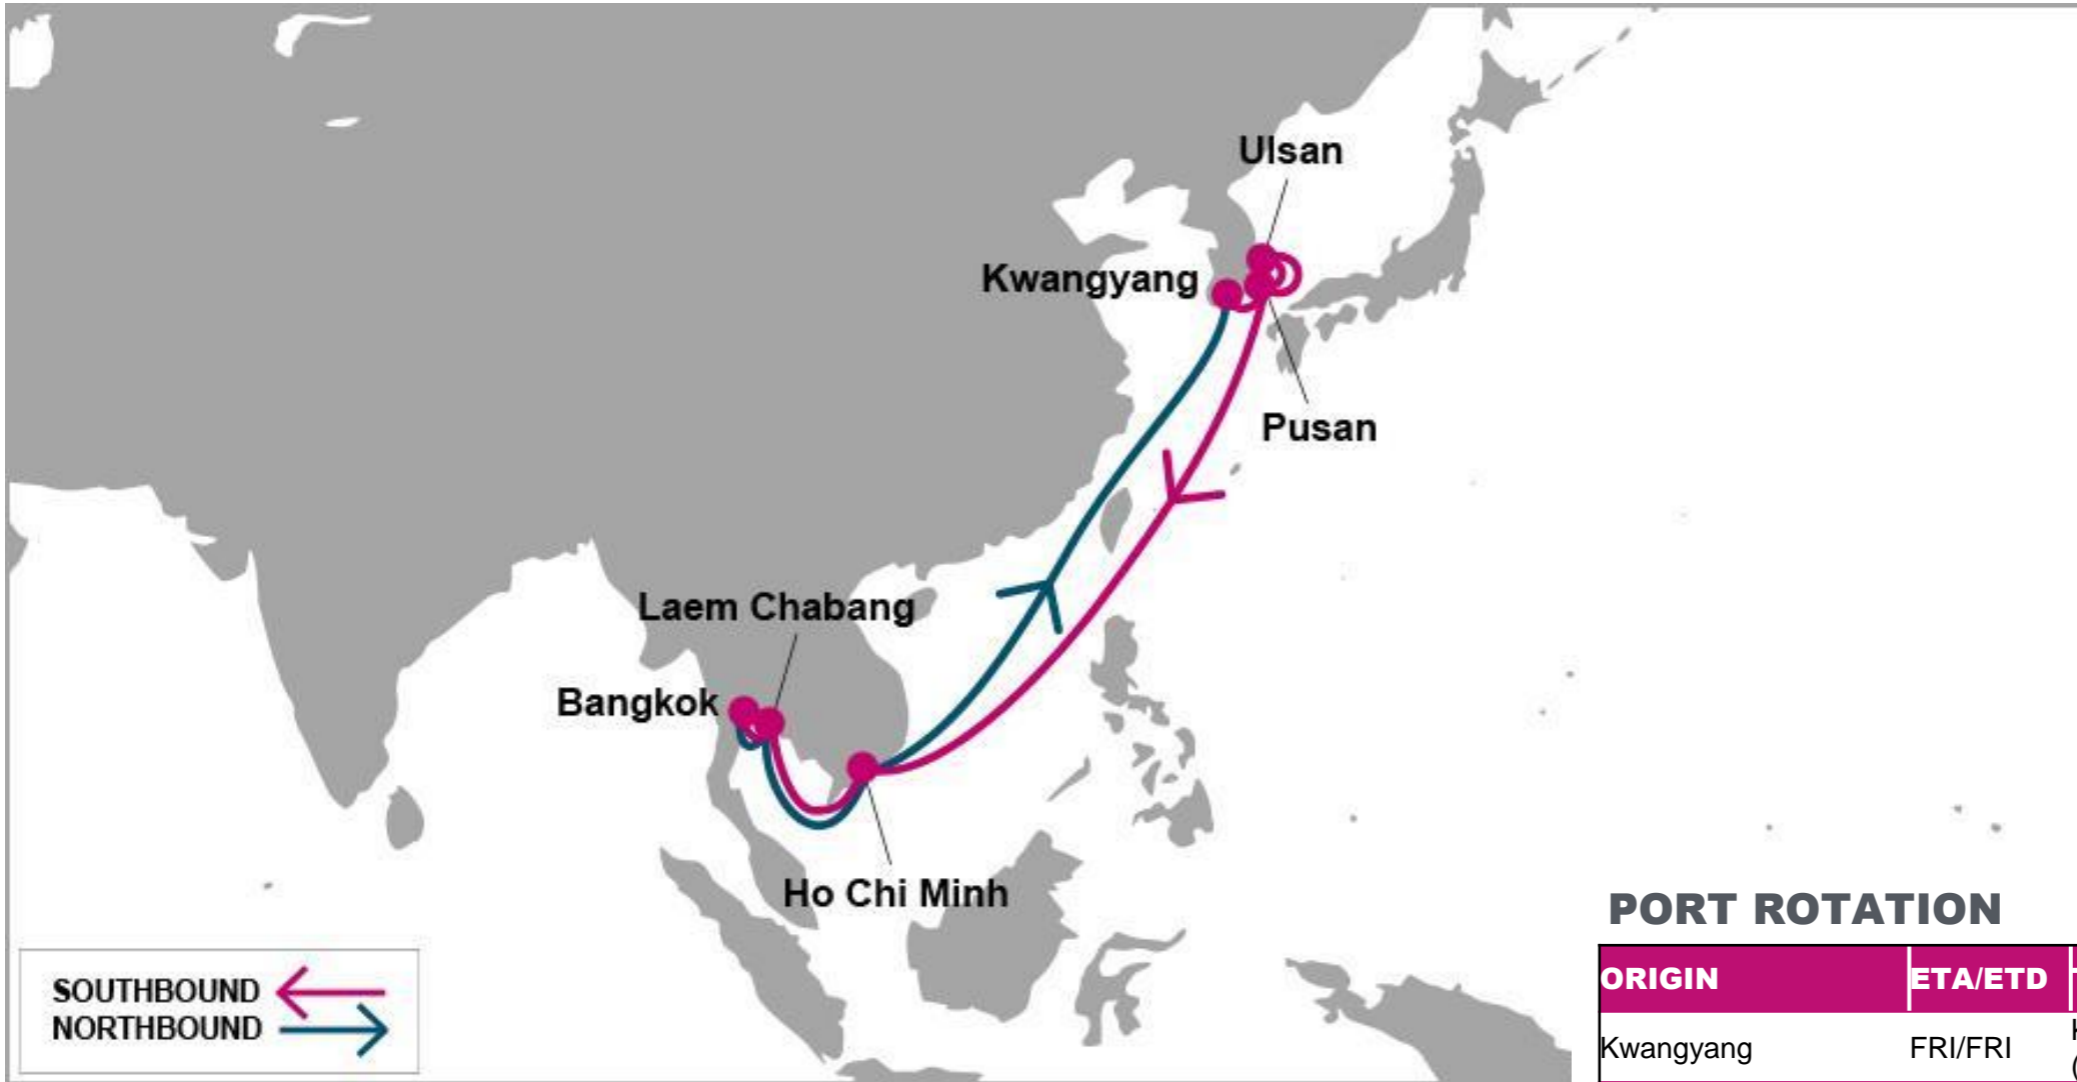 Ulsan
Kwangyang
Pusan
Laem Chabang
Bangkok
Ho Chi Minh
SOUTHBOUND
NORTHBOUND
PORT ROTATION
ORIGIN ETA/ETD
Kwangyang FRI/FRI